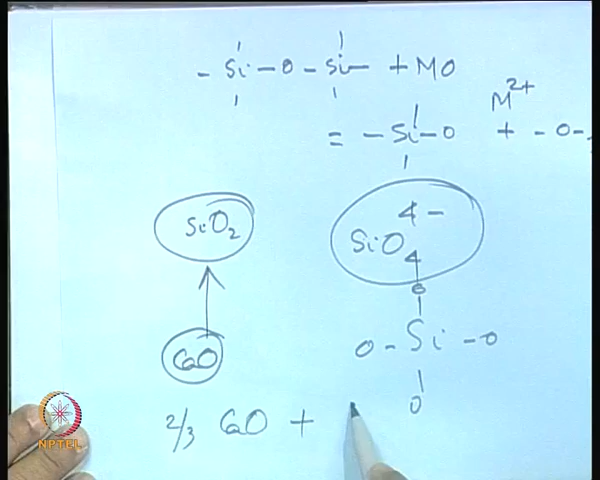 - Si - O - Si - + MO
= - Si - O M2+ + - O -
SiO2
SiO4 4-
CaO
O
O - Si - O
O
2/3 CaO +
NPTEL